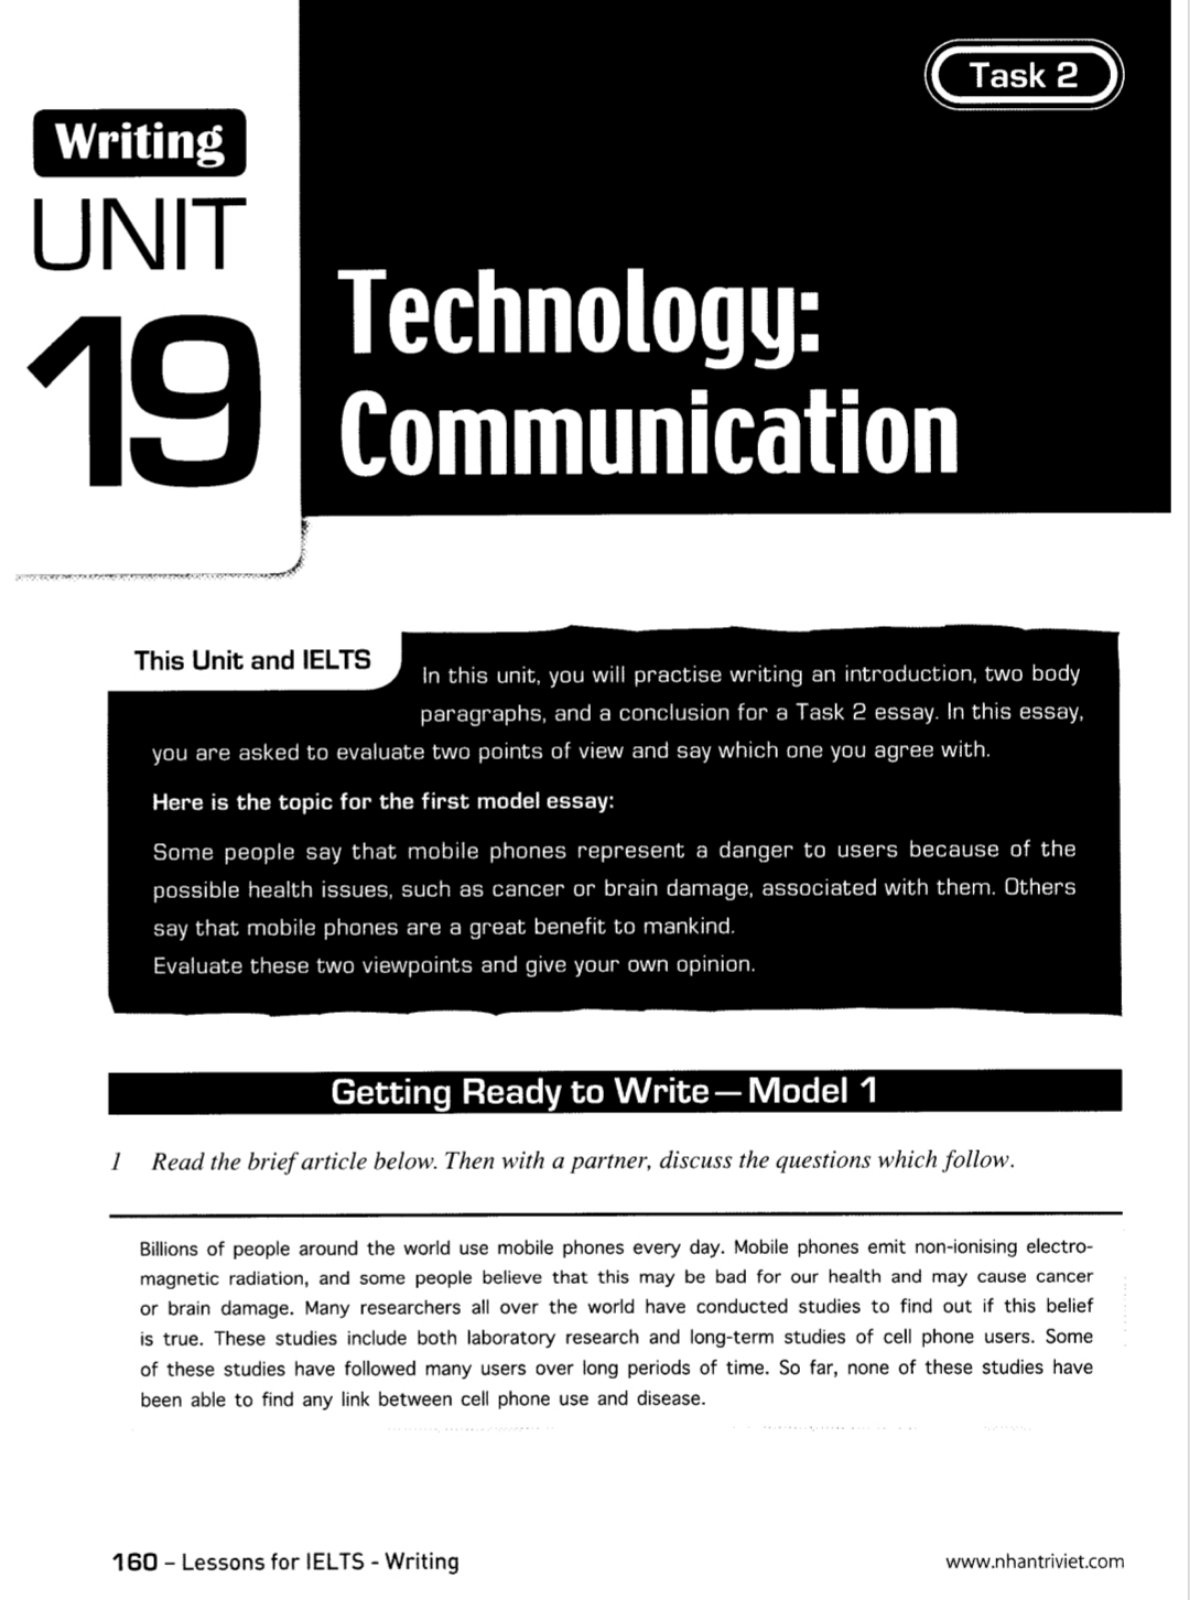 Task 2
Writing
UNIT
19
Technology:
Communication
This Unit and IELTS
In this unit, you will practise writing an introduction, two body
paragraphs, and a conclusion for a Task 2 essay. In this essay,
you are asked to evaluate two points of view and say which one you agree with.
Here is the topic for the first model essay:
Some people say that mobile phones represent a danger to users because of the
possible health issues, such as cancer or brain damage, associated with them. Others
say that mobile phones are a great benefit to mankind.
Evaluate these two viewpoints and give your own opinion.
Getting Ready to Write — Model 1
1 Read the brief article below. Then with a partner, discuss the questions which follow.
Billions of people around the world use mobile phones every day. Mobile phones emit non-ionising electro-
magnetic radiation, and some people believe that this may be bad for our health and may cause cancer
or brain damage. Many researchers all over the world have conducted studies to find out if this belief
is true. These studies include both laboratory research and long-term studies of cell phone users. Some
of these studies have followed many users over long periods of time. So far, none of these studies have
been able to find any link between cell phone use and disease.
160 – Lessons for IELTS - Writing
www.nhantriviet.com